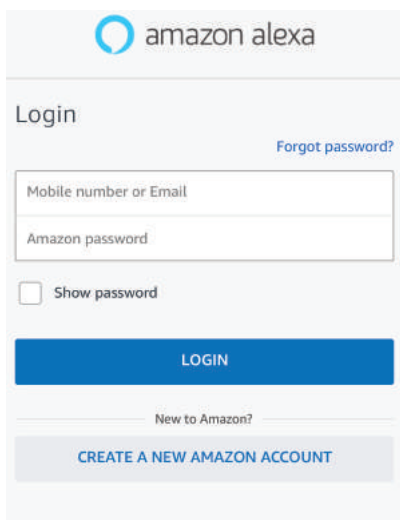 amazon alexa
Login
Forgot password?
Mobile number or Email
Amazon password
Show password
LOGIN
New to Amazon?
CREATE A NEW AMAZON ACCOUNT